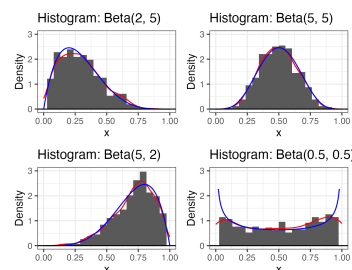 Histogram: Beta(2, 5)
3
2
1
0
Density
0.00 0.25 0.50 0.75 1.00
x
Histogram: Beta(5, 5)
3
2
1
0
Density
0.00 0.25 0.50 0.75 1.00
x
Histogram: Beta(5, 2)
3
2
1
0
Density
0.00 0.25 0.50 0.75 1.00
x
Histogram: Beta(0.5, 0.5)
3
2
1
0
Density
0.00 0.25 0.50 0.75 1.00
x